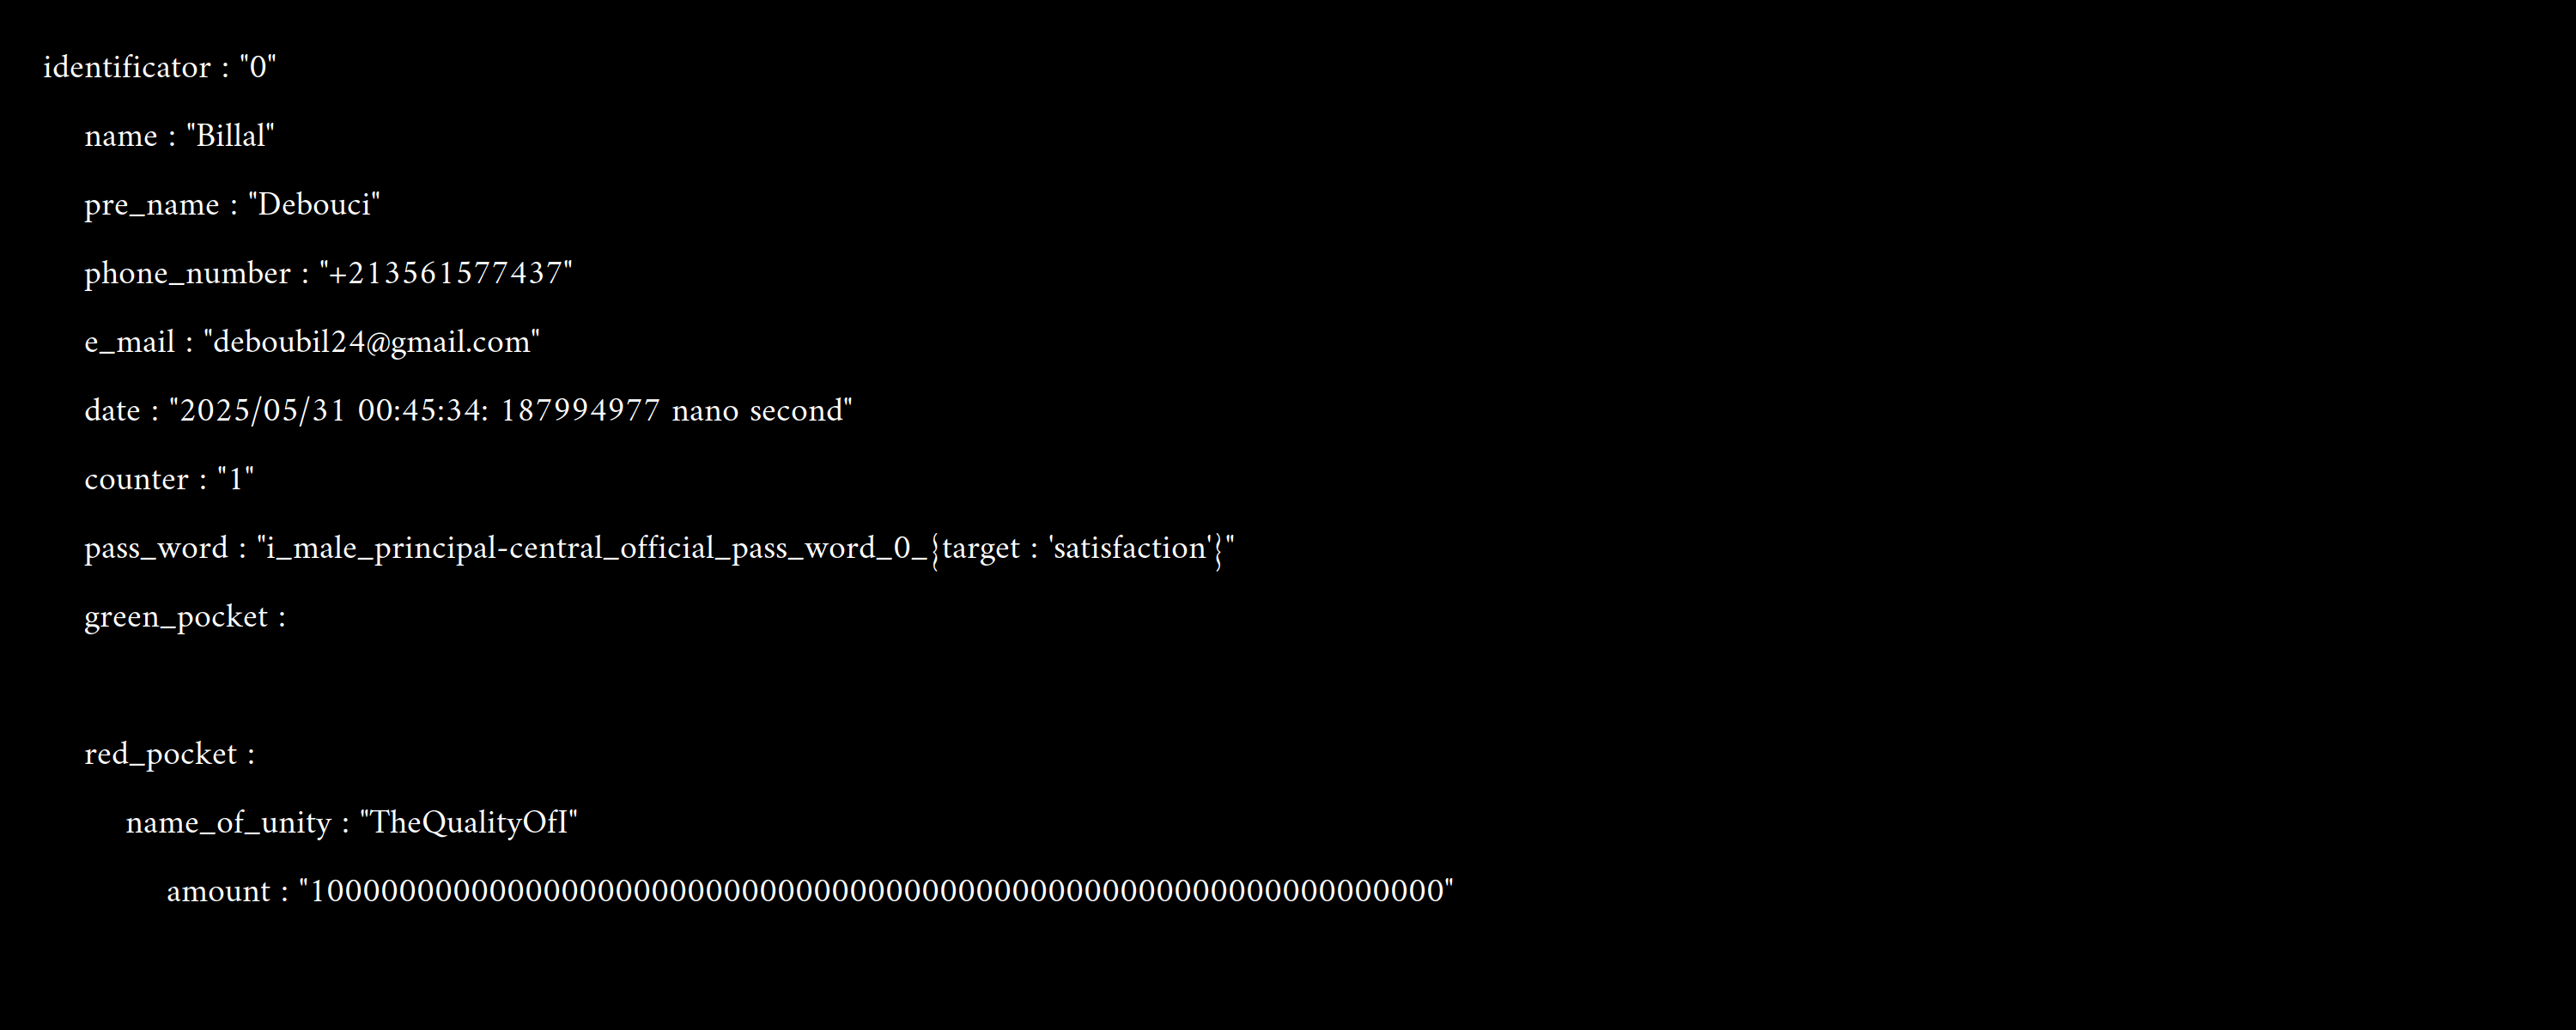 identificator : "0"
name : "Billal"
pre_name : "Debouci"
phone_number : "+213561577437"
e_mail : "deboubil24@gmail.com"
date : "2025/05/31 00:45:34: 187994977 nano second"
counter : "1"
pass_word : "i_male_principal-central_official_pass_word_0_{target : 'satisfaction'}"
green_pocket :
red_pocket :
name_of_unity : "TheQualityOfI"
amount : "100000000000000000000000000000000000000000000000000000000000000"